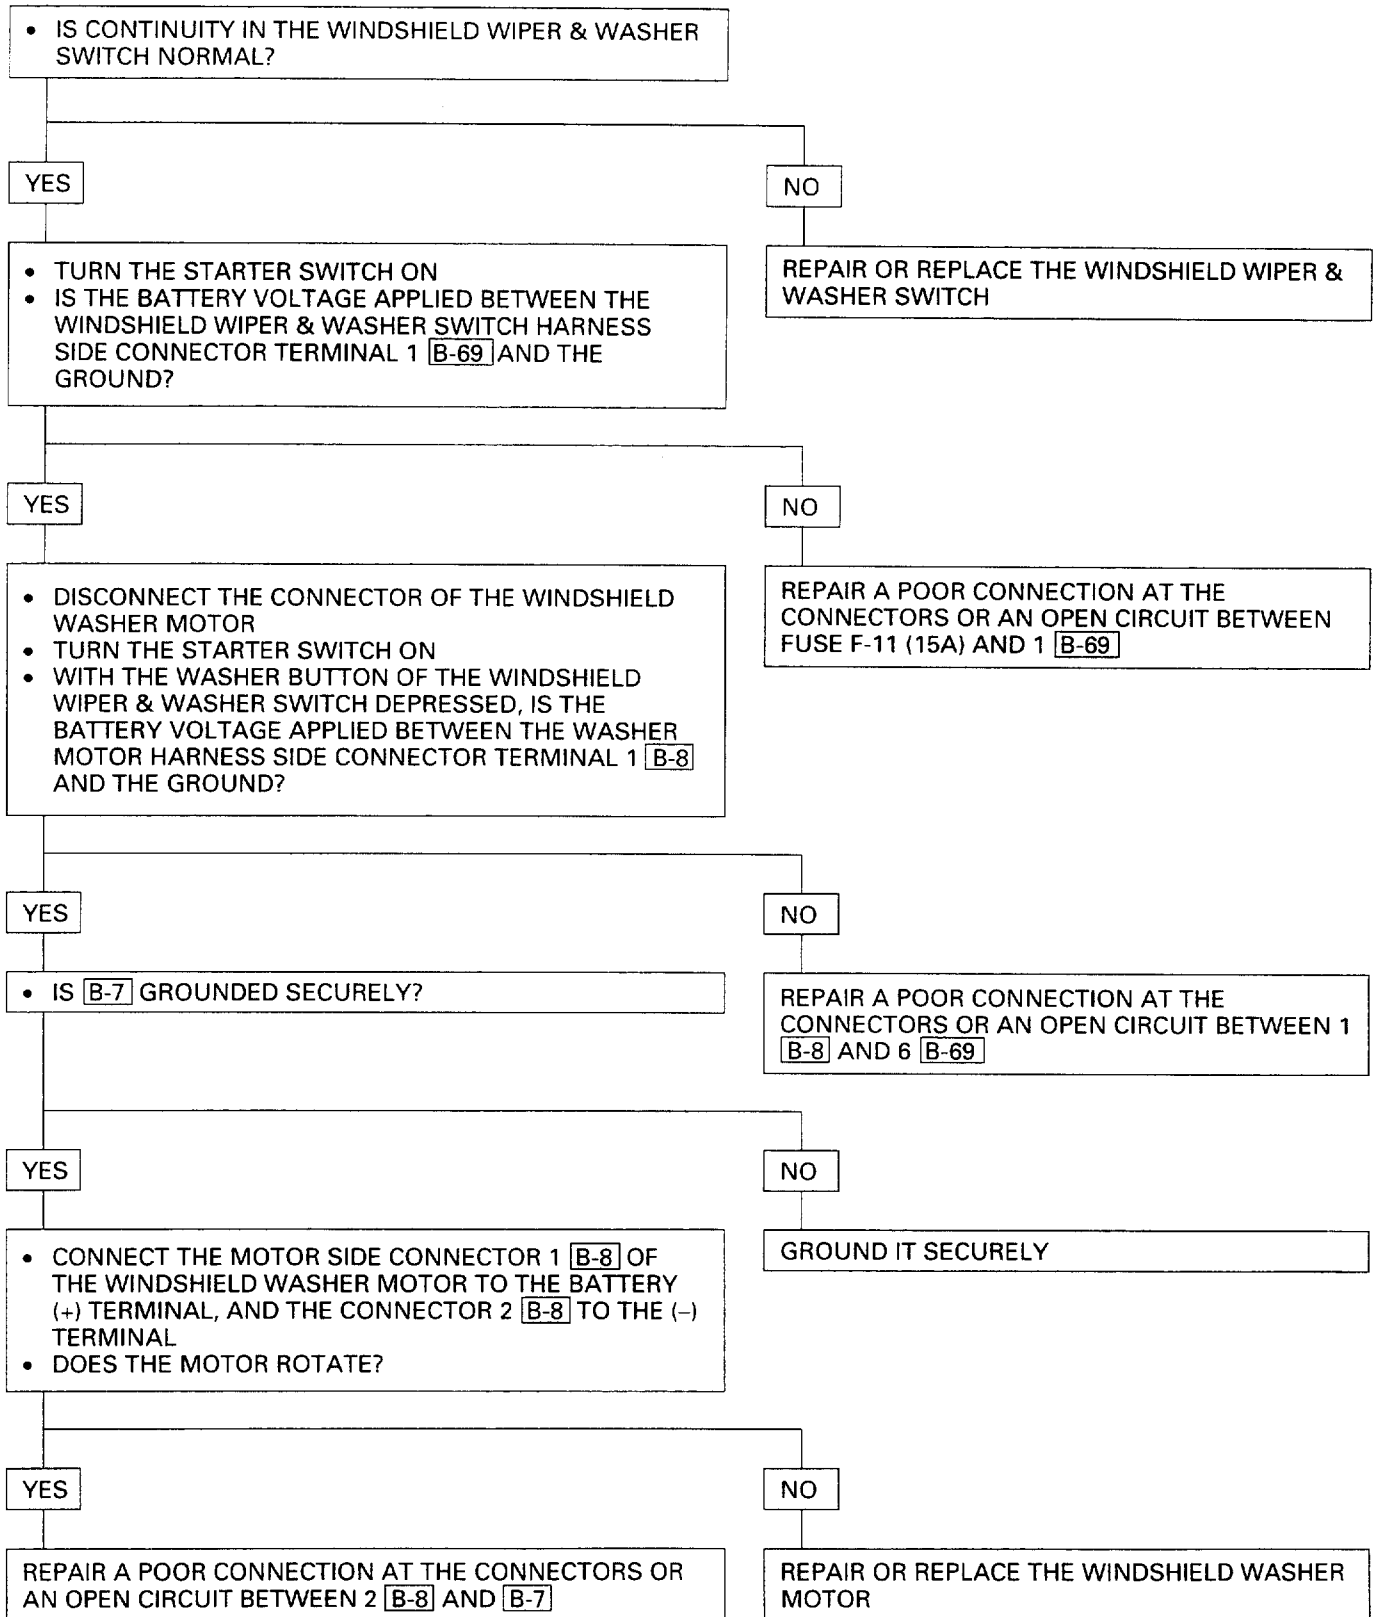 • IS CONTINUITY IN THE WINDSHIELD WIPER & WASHER
SWITCH NORMAL?
YES
NO
• TURN THE STARTER SWITCH ON
• IS THE BATTERY VOLTAGE APPLIED BETWEEN THE
WINDSHIELD WIPER & WASHER SWITCH HARNESS
SIDE CONNECTOR TERMINAL 1 B-69 AND THE
GROUND?
REPAIR OR REPLACE THE WINDSHIELD WIPER &
WASHER SWITCH
YES
NO
• DISCONNECT THE CONNECTOR OF THE WINDSHIELD
WASHER MOTOR
• TURN THE STARTER SWITCH ON
• WITH THE WASHER BUTTON OF THE WINDSHIELD
WIPER & WASHER SWITCH DEPRESSED, IS THE
BATTERY VOLTAGE APPLIED BETWEEN THE WASHER
MOTOR HARNESS SIDE CONNECTOR TERMINAL 1 B-8
AND THE GROUND?
REPAIR A POOR CONNECTION AT THE
CONNECTORS OR AN OPEN CIRCUIT BETWEEN
FUSE F-11 (15A) AND 1 B-69
YES
NO
• IS B-7 GROUNDED SECURELY?
REPAIR A POOR CONNECTION AT THE
CONNECTORS OR AN OPEN CIRCUIT BETWEEN 1
B-8 AND 6 B-69
YES
NO
• CONNECT THE MOTOR SIDE CONNECTOR 1 B-8 OF
THE WINDSHIELD WASHER MOTOR TO THE BATTERY
(+) TERMINAL, AND THE CONNECTOR 2 B-8 TO THE (–)
TERMINAL
• DOES THE MOTOR ROTATE?
GROUND IT SECURELY
YES
NO
REPAIR A POOR CONNECTION AT THE CONNECTORS OR
AN OPEN CIRCUIT BETWEEN 2 B-8 AND B-7
REPAIR OR REPLACE THE WINDSHIELD WASHER
MOTOR